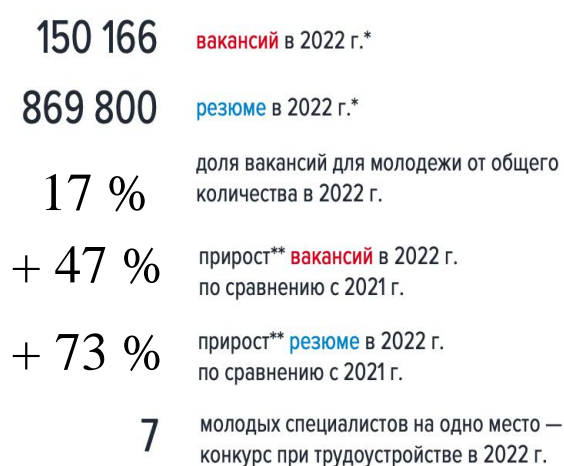 150 166 вакансий в 2022 г.*
869 800 резюме в 2022 г.*
17 % доля вакансий для молодежи от общего
количества в 2022 г.
+ 47 % прирост** вакансий в 2022 г.
по сравнению с 2021 г.
+ 73 % прирост** резюме в 2022 г.
по сравнению с 2021 г.
7 молодых специалистов на одно место —
конкурс при трудоустройстве в 2022 г.